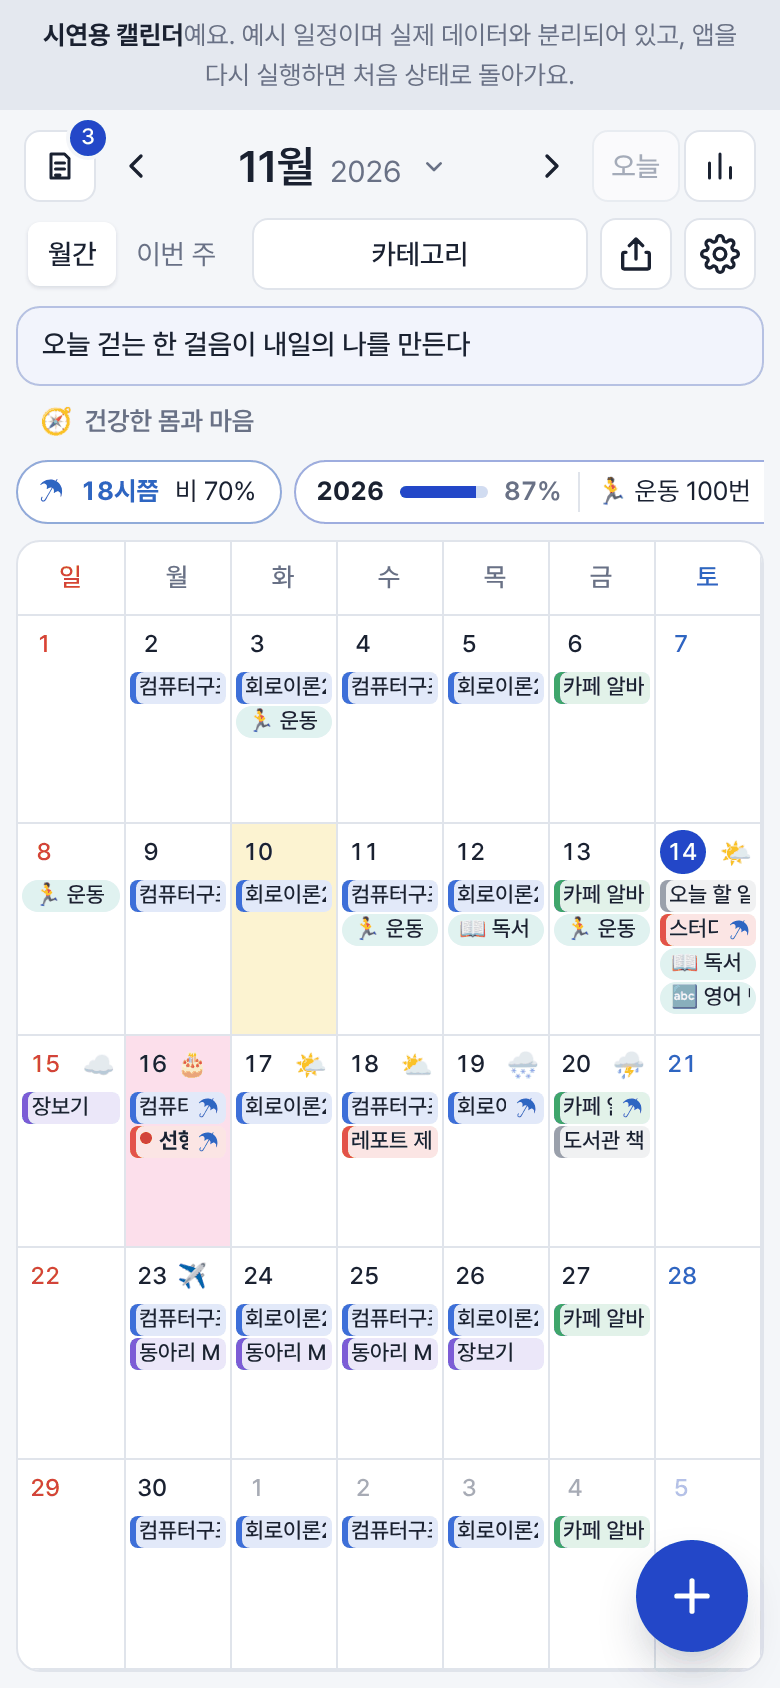 시연용 캘린더예요. 예시 일정이며 실제 데이터와 분리되어 있고, 앱을
다시 실행하면 처음 상태로 돌아가요.
3
11월 2026
오늘
월간 이번 주 카테고리
오늘 걷는 한 걸음이 내일의 나를 만든다
건강한 몸과 마음
18시쯤 비 70% 2026 87% 운동 100번
일 월 화 수 목 금 토
1 2 3 4 5 6 7
컴퓨터구 회로이론 컴퓨터구 회로이론 카페 알바
운동
8 9 10 11 12 13 14
운동 컴퓨터구 회로이론 컴퓨터구 회로이론 카페 알바 오늘 할
운동 독서 운동 스터
독서
abc 영어
15 16 17 18 19 20 21
장보기 컴퓨 회로이론 컴퓨터구 회로이 카페
선형 레포트 제 도서관 책
22 23 24 25 26 27 28
컴퓨터구 회로이론 컴퓨터구 회로이론 카페 알바
동아리 M 동아리 M 동아리 M 장보기
29 30 1 2 3 4 5
컴퓨터구 회로이론 컴퓨터구 회로이론 카페 알바